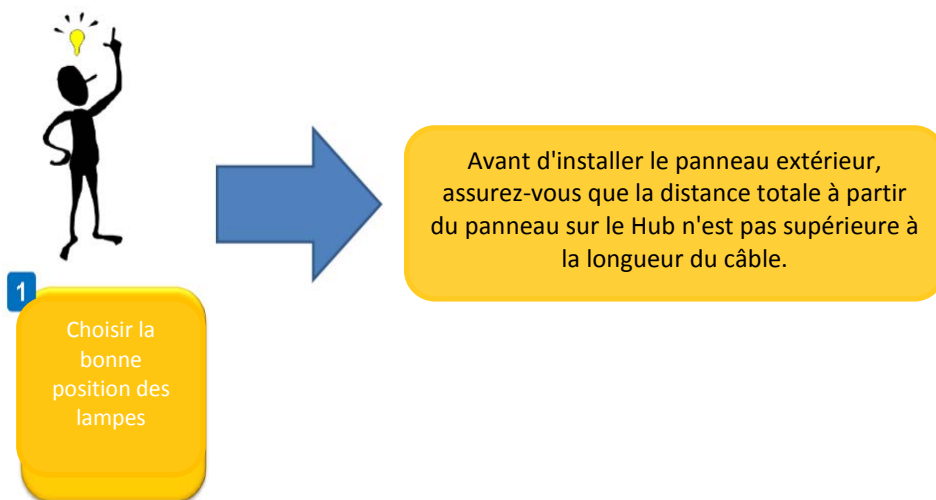 1
Choisir la
bonne
position des
lampes
Avant d'installer le panneau extérieur,
assurez-vous que la distance totale à partir
du panneau sur le Hub n'est pas supérieure à
la longueur du câble.